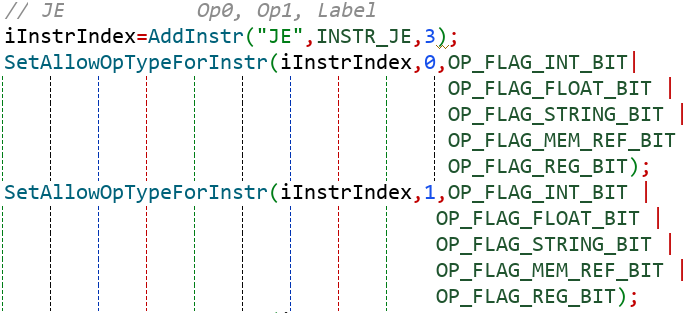 // JE           Op0, Op1, Label
iInstrIndex=AddInstr("JE",INSTR_JE,3);
SetAllowOpTypeForInstr(iInstrIndex,0,OP_FLAG_INT_BIT|
OP_FLAG_FLOAT_BIT |
OP_FLAG_STRING_BIT |
OP_FLAG_MEM_REF_BIT
OP_FLAG_REG_BIT);
SetAllowOpTypeForInstr(iInstrIndex,1,OP_FLAG_INT_BIT |
OP_FLAG_FLOAT_BIT |
OP_FLAG_STRING_BIT |
OP_FLAG_MEM_REF_BIT |
OP_FLAG_REG_BIT);